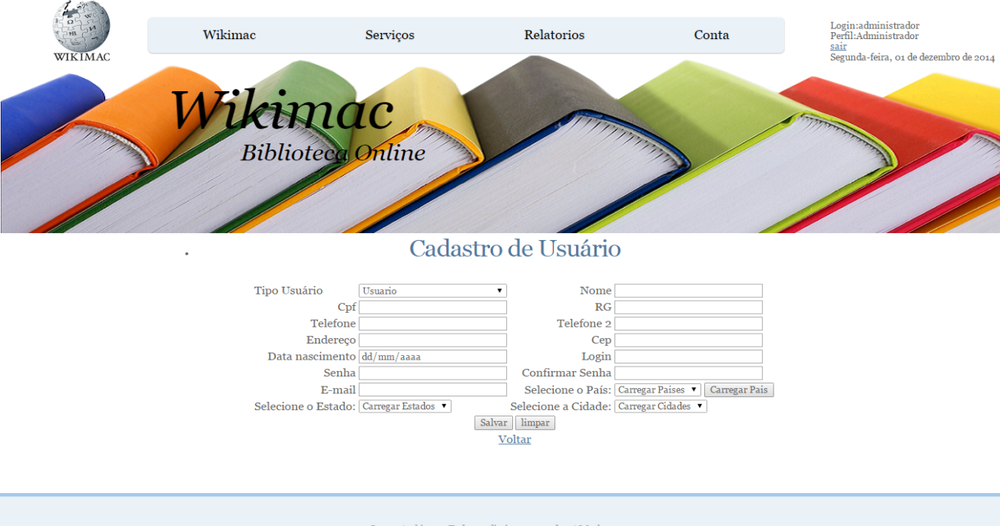 WIKIMAC
Wikimac Serviços Relatorios Conta
Login:administrador
Perfil:Administrador
sair
Segunda-feira, 01 de dezembro de 2014
Wikimac
Biblioteca Online
Cadastro de Usuário
Tipo Usuário Usuario Nome
Cpf RG
Telefone Telefone 2
Endereço Cep
Data nascimento dd/mm/aaaa Login
Senha Confirmar Senha
E-mail Selecione o País: Carregar Paises Carregar Pais
Selecione o Estado: Carregar Estados Selecione a Cidade: Carregar Cidades
Salvar limpar
Voltar